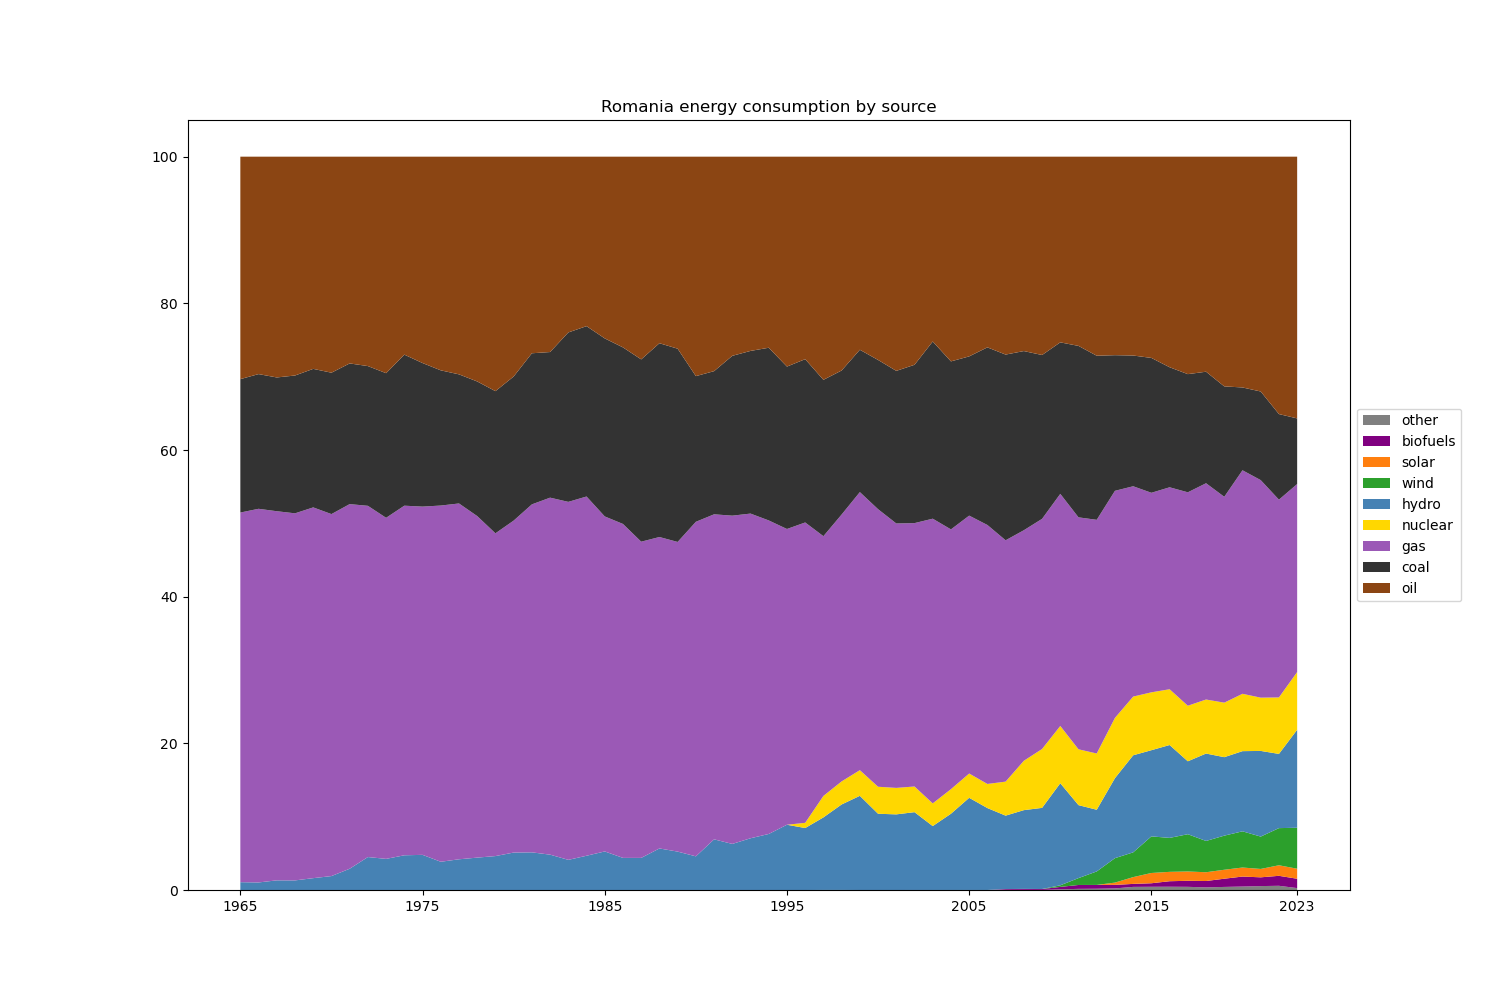 Romania energy consumption by source
100
80
60
40
20
0
1965 1975 1985 1995 2005 2015 2023
other
biofuels
solar
wind
hydro
nuclear
gas
coal
oil